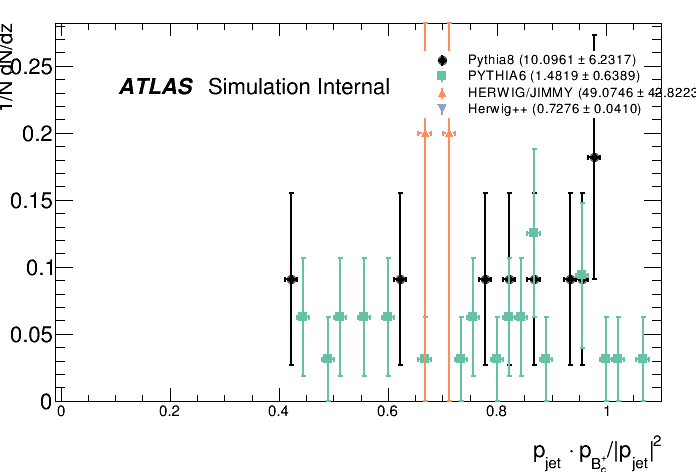 1/N dN/dz
ATLAS Simulation Internal
Pythia8 (10.0961 ± 6.2317)
PYTHIA6 (1.4819 ± 0.6389)
HERWIG/JIMMY (49.0746 ± 42.8223
Herwig++ (0.7276 ± 0.0410)
0.25
0.2
0.15
0.1
0.05
0
0 0.2 0.4 0.6 0.8 1
p_jet · p_{B_c^+}/|p_jet|^2